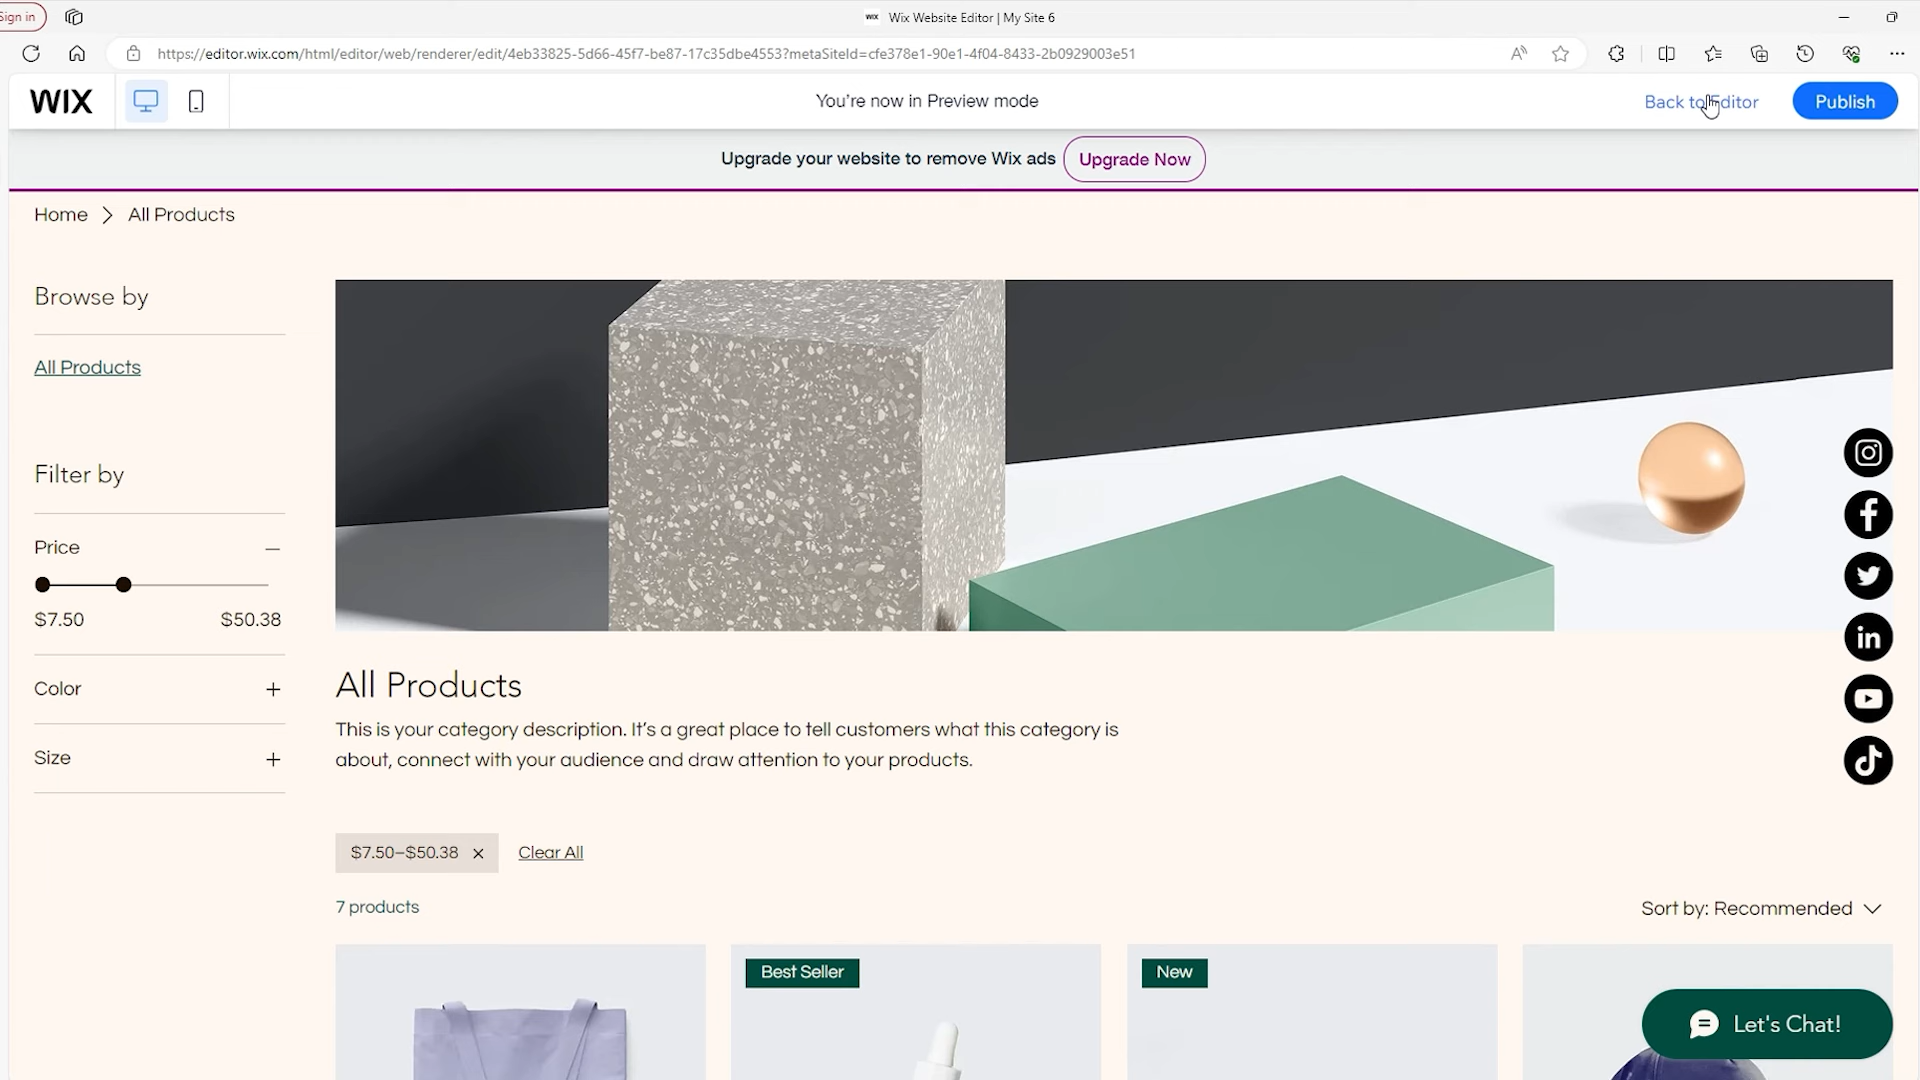 Sign in
Wix Website Editor | My Site 6
https://editor.wix.com/html/editor/web/renderer/edit/4eb33825-5d66-45f7-be87-17c35dbe4553?metaSiteId=cfe378e1-90e1-4f04-8433-2b0929003e51
WIX
You're now in Preview mode
Back to Editor
Publish
Upgrade your website to remove Wix ads
Upgrade Now
Home > All Products
Browse by
All Products
Filter by
Price
$7.50 $50.38
Color
Size
All Products
This is your category description. It's a great place to tell customers what this category is
about, connect with your audience and draw attention to your products.
$7.50–$50.38
Clear All
7 products
Sort by: Recommended
Best Seller
New
Let's Chat!